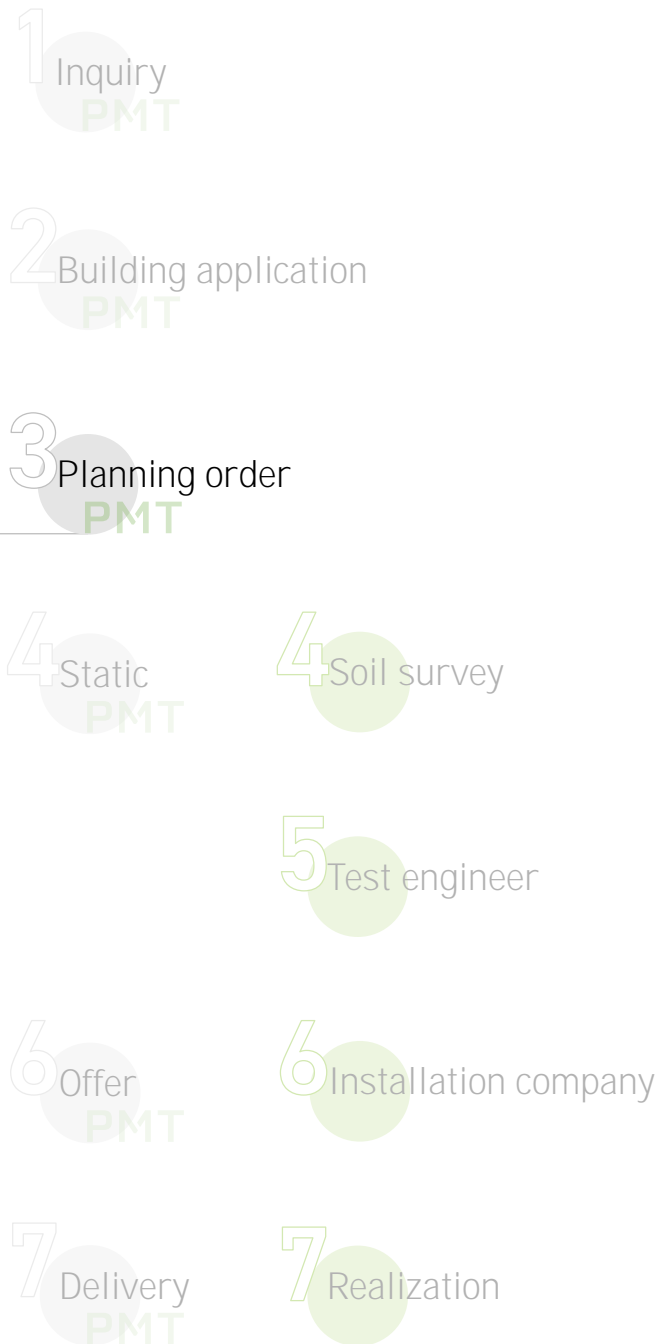 1 Inquiry
PMT
2 Building application
PMT
3 Planning order
PMT
4 Static
PMT
4 Soil survey
5 Test engineer
6 Offer
PMT
6 Installation company
7 Delivery
PMT
7 Realization